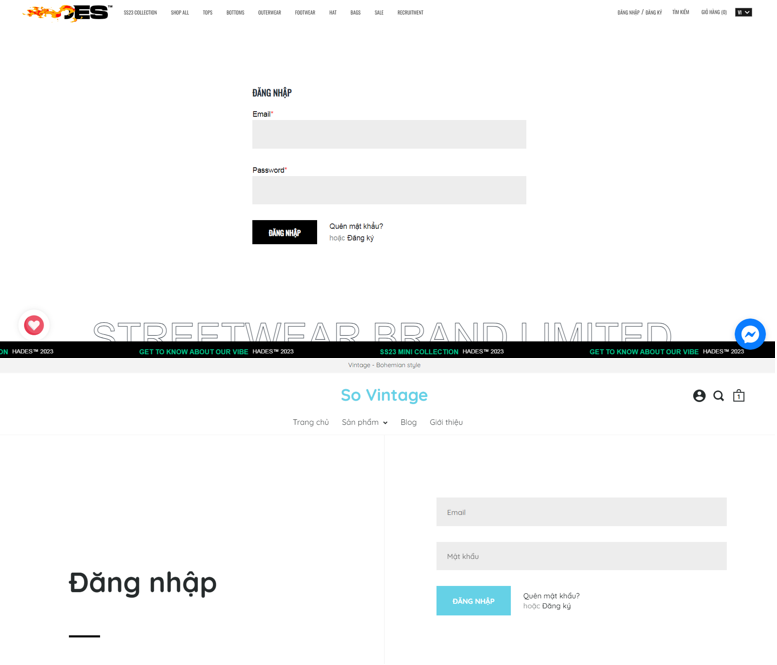 DES™ SS23 COLLECTION SHOP ALL TOPS BOTTOMS OUTERWEAR FOOTWEAR HAT BAGS SALE RECRUITMENT ĐĂNG NHẬP / ĐĂNG KÝ TÌM KIẾM GIỎ HÀNG (0) VI
ĐĂNG NHẬP
Email*
Password*
ĐĂNG NHẬP
Quên mật khẩu?
hoặc Đăng ký
STREETWEAR BRAND LIMITED
ON HADES™ 2023 GET TO KNOW ABOUT OUR VIBE HADES™ 2023 SS23 MINI COLLECTION HADES™ 2023 GET TO KNOW ABOUT OUR VIBE HADES™ 2023
Vintage - Bohemian style
So Vintage
1
Trang chủ Sản phẩm Blog Giới thiệu
Đăng nhập
Email
Mật khẩu
ĐĂNG NHẬP
Quên mật khẩu?
hoặc Đăng ký